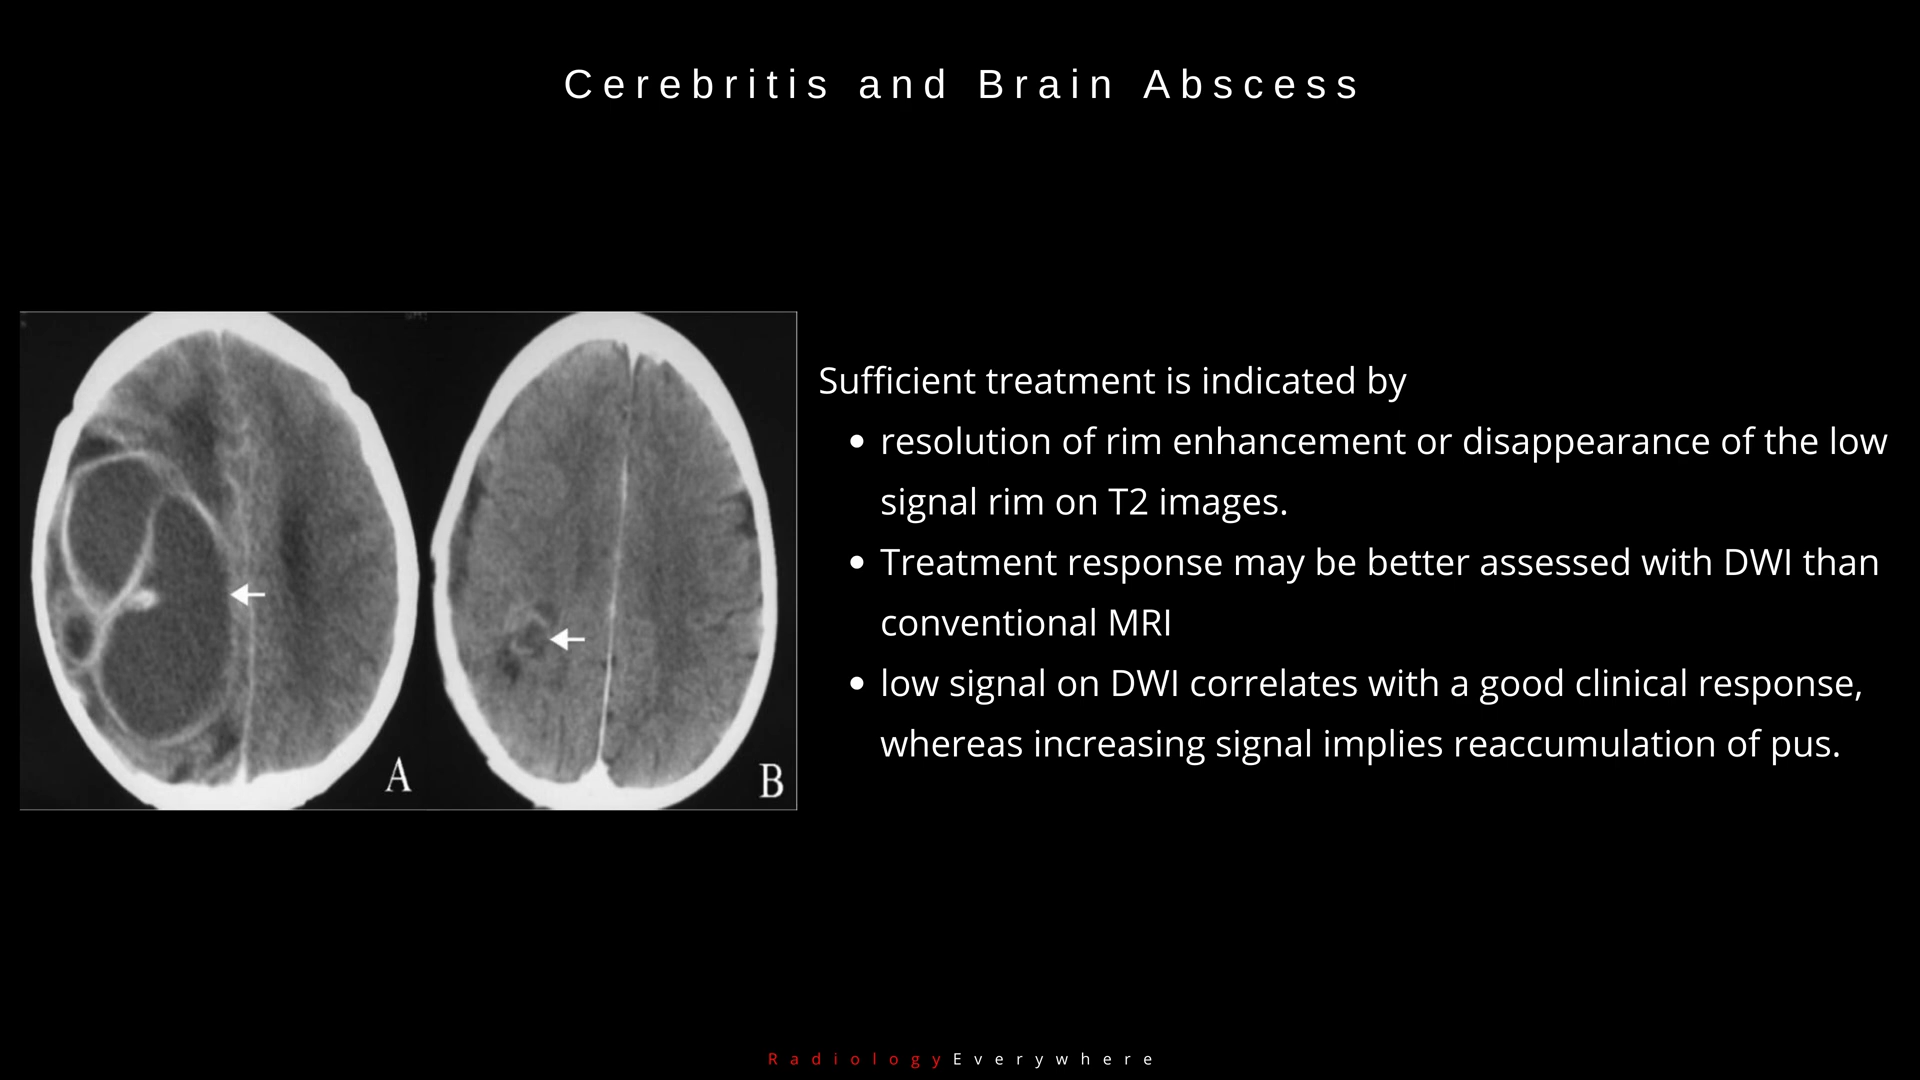 Cerebritis and Brain Abscess
A
B
Sufficient treatment is indicated by
• resolution of rim enhancement or disappearance of the low
signal rim on T2 images.
• Treatment response may be better assessed with DWI than
conventional MRI
• low signal on DWI correlates with a good clinical response,
whereas increasing signal implies reaccumulation of pus.
RadiologyEverywhere